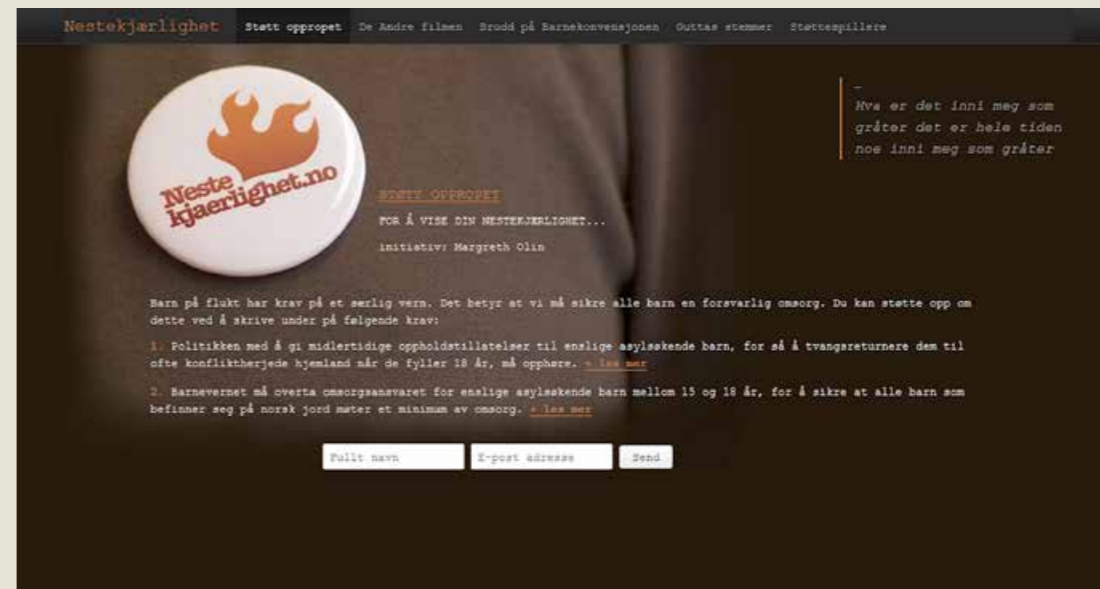 Nestekjærlighet Støtt oppropet De Andre filmen Brudd på Barnekonvensjonen Guttas stemmer Støttespillere
–
Hva er det inni meg som
gråter det er hele tiden
noe inni meg som gråter
Neste
kjaerlighet.no
STØTT OPPROPET
FOR Å VISE DIN NESTEKJÆRLIGHET...
initiativ: Margreth Olin
Barn på flukt har krav på et særlig vern. Det betyr at vi må sikre alle barn en forsvarlig omsorg. Du kan støtte opp om
dette ved å skrive under på følgende krav:
1. Politikken med å gi midlertidige oppholdstillatelser til enslige asylsøkende barn, for så å tvangsreturnere dem til
ofte konfliktherjede hjemland når de fyller 18 år, må opphøre. + les mer
2. Barnevernet må overta omsorgsansvaret for enslige asylsøkende barn mellom 15 og 18 år, for å sikre at alle barn som
befinner seg på norsk jord møter et minimum av omsorg. + les mer
Fullt navn E-post adresse Send